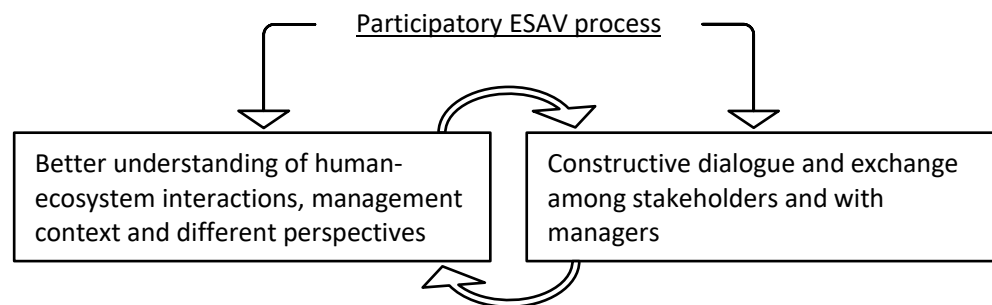 Participatory ESAV process
Better understanding of human-
ecosystem interactions, management
context and different perspectives
Constructive dialogue and exchange
among stakeholders and with
managers